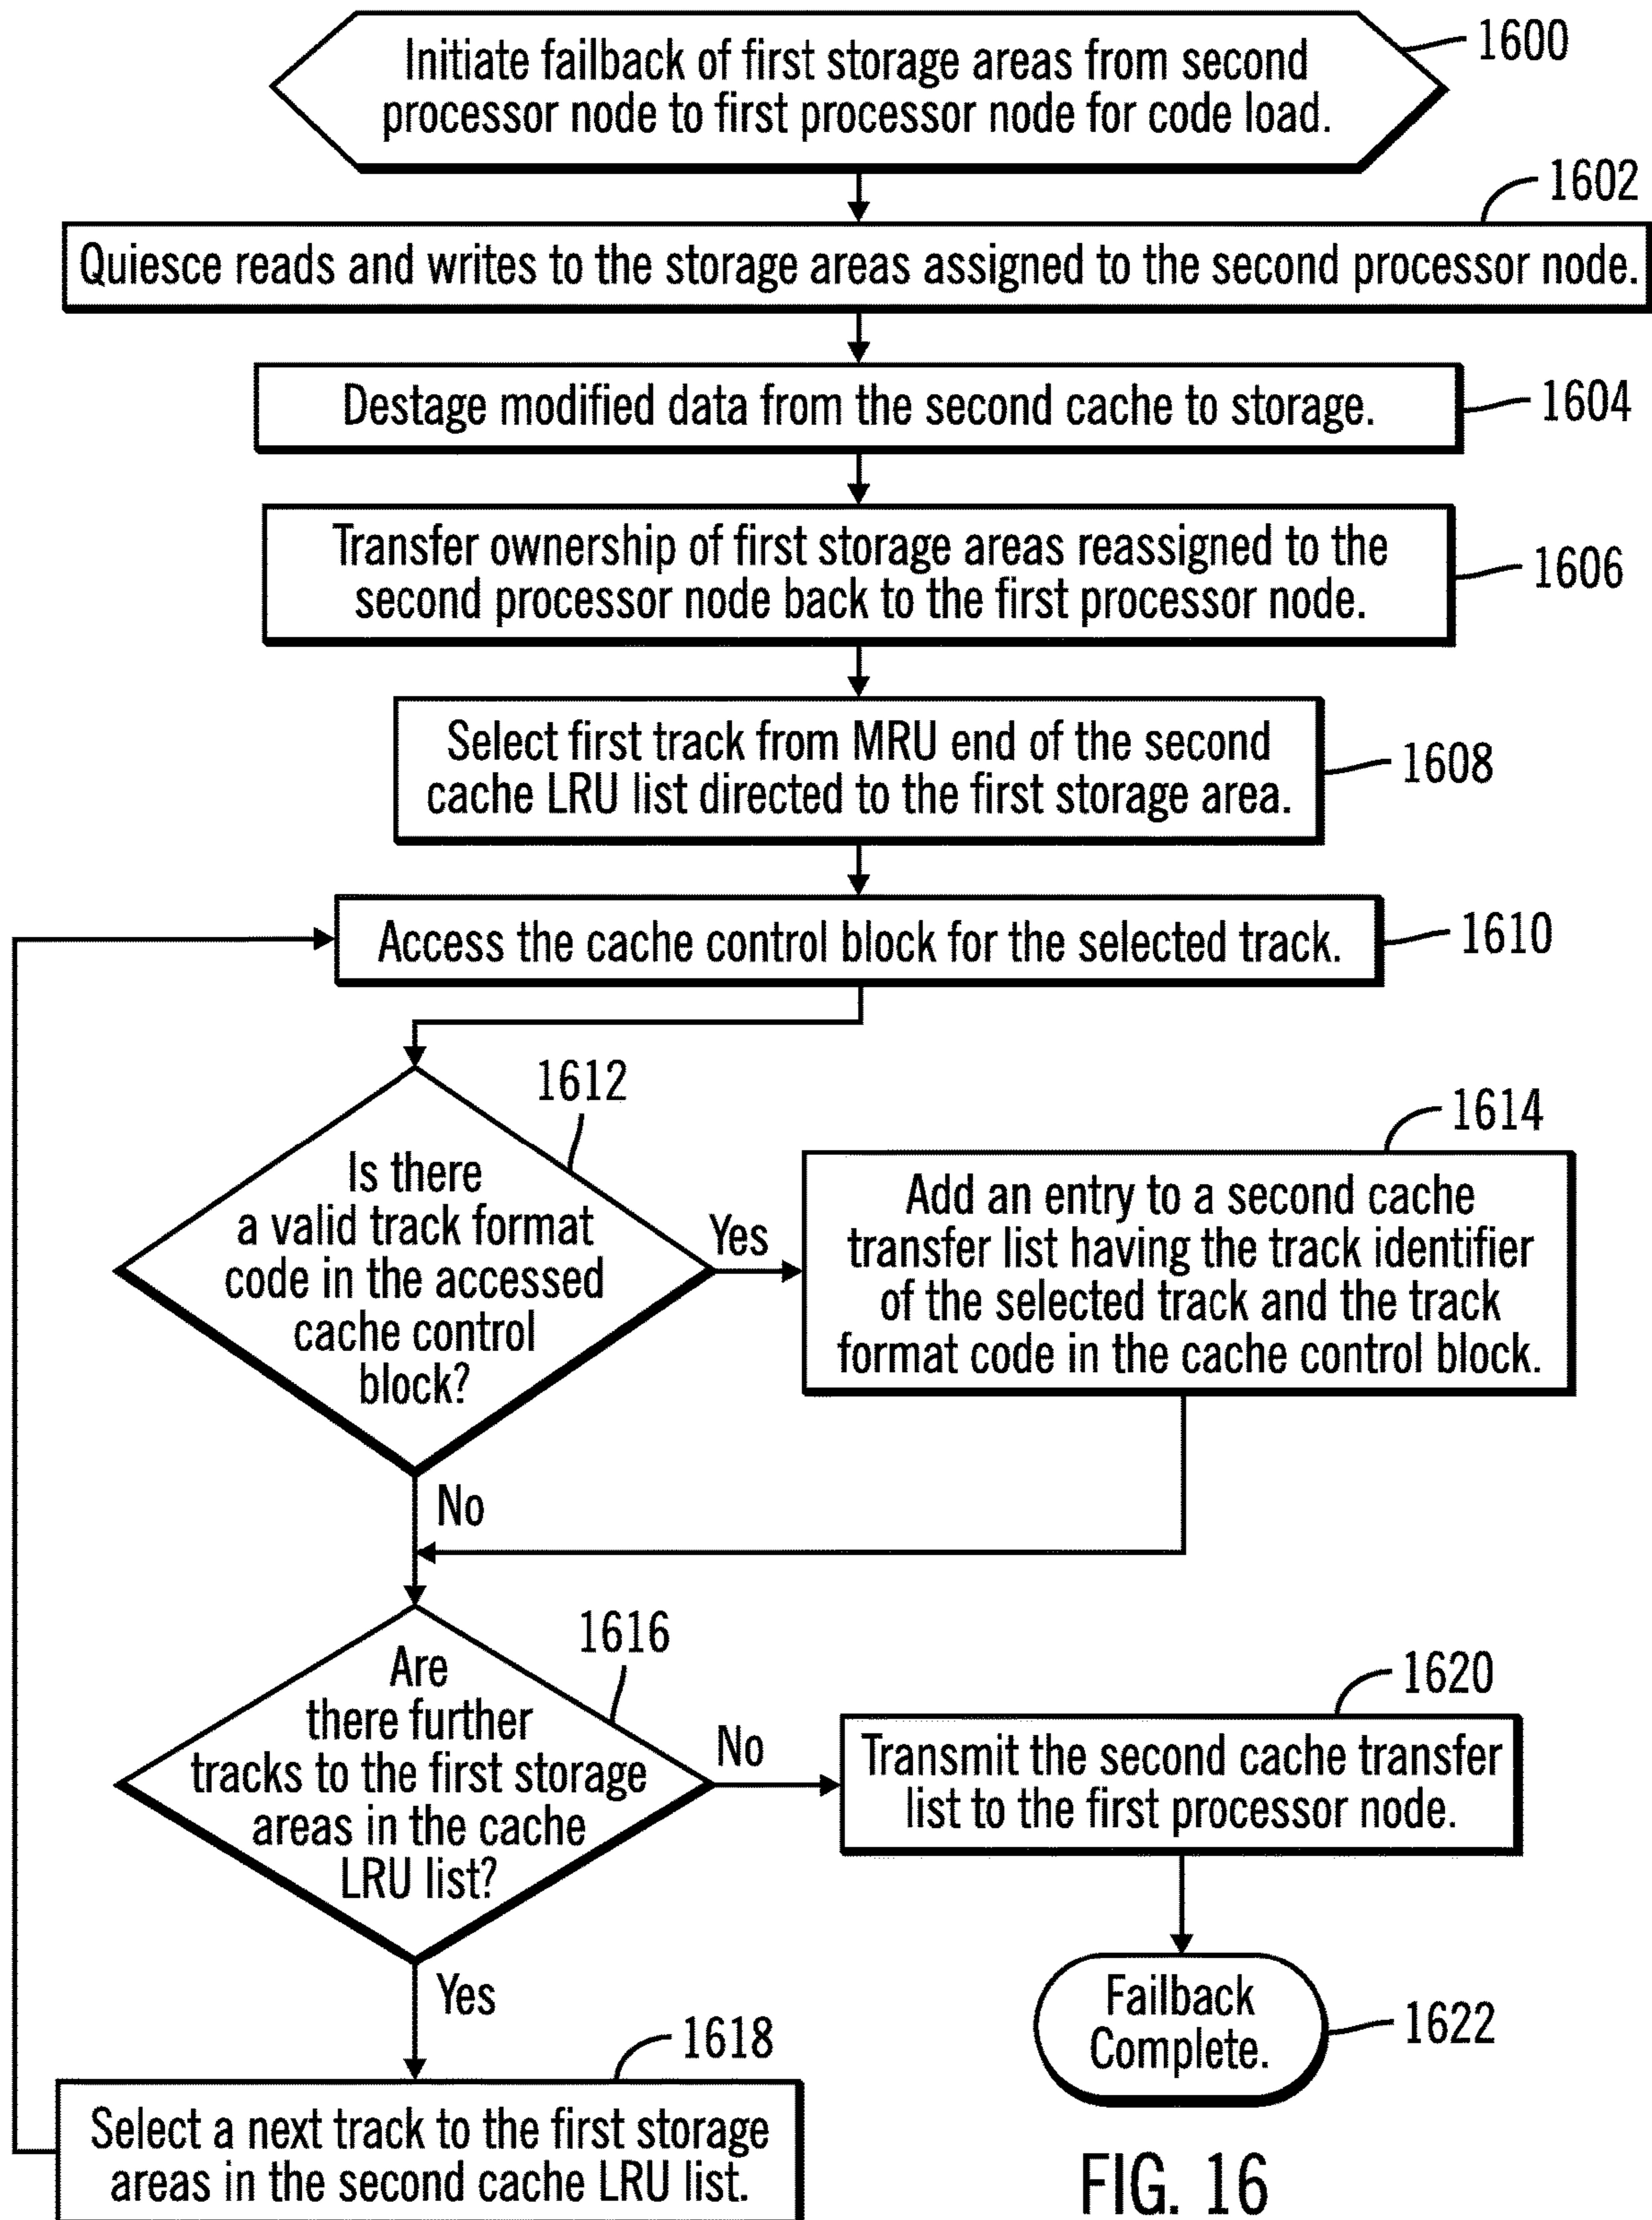 Initiate failback of first storage areas from second
processor node to first processor node for code load.
1600
1602
Quiesce reads and writes to the storage areas assigned to the second processor node.
Destage modified data from the second cache to storage.
1604
Transfer ownership of first storage areas reassigned to the
second processor node back to the first processor node.
1606
Select first track from MRU end of the second
cache LRU list directed to the first storage area.
1608
Access the cache control block for the selected track.
1610
1612
Is there
a valid track format
code in the accessed
cache control
block?
Yes
1614
Add an entry to a second cache
transfer list having the track identifier
of the selected track and the track
format code in the cache control block.
No
1616
Are
there further
tracks to the first storage
areas in the cache
LRU list?
No
1620
Transmit the second cache transfer
list to the first processor node.
Yes
Failback
Complete.
1622
1618
Select a next track to the first storage
areas in the second cache LRU list.
FIG. 16